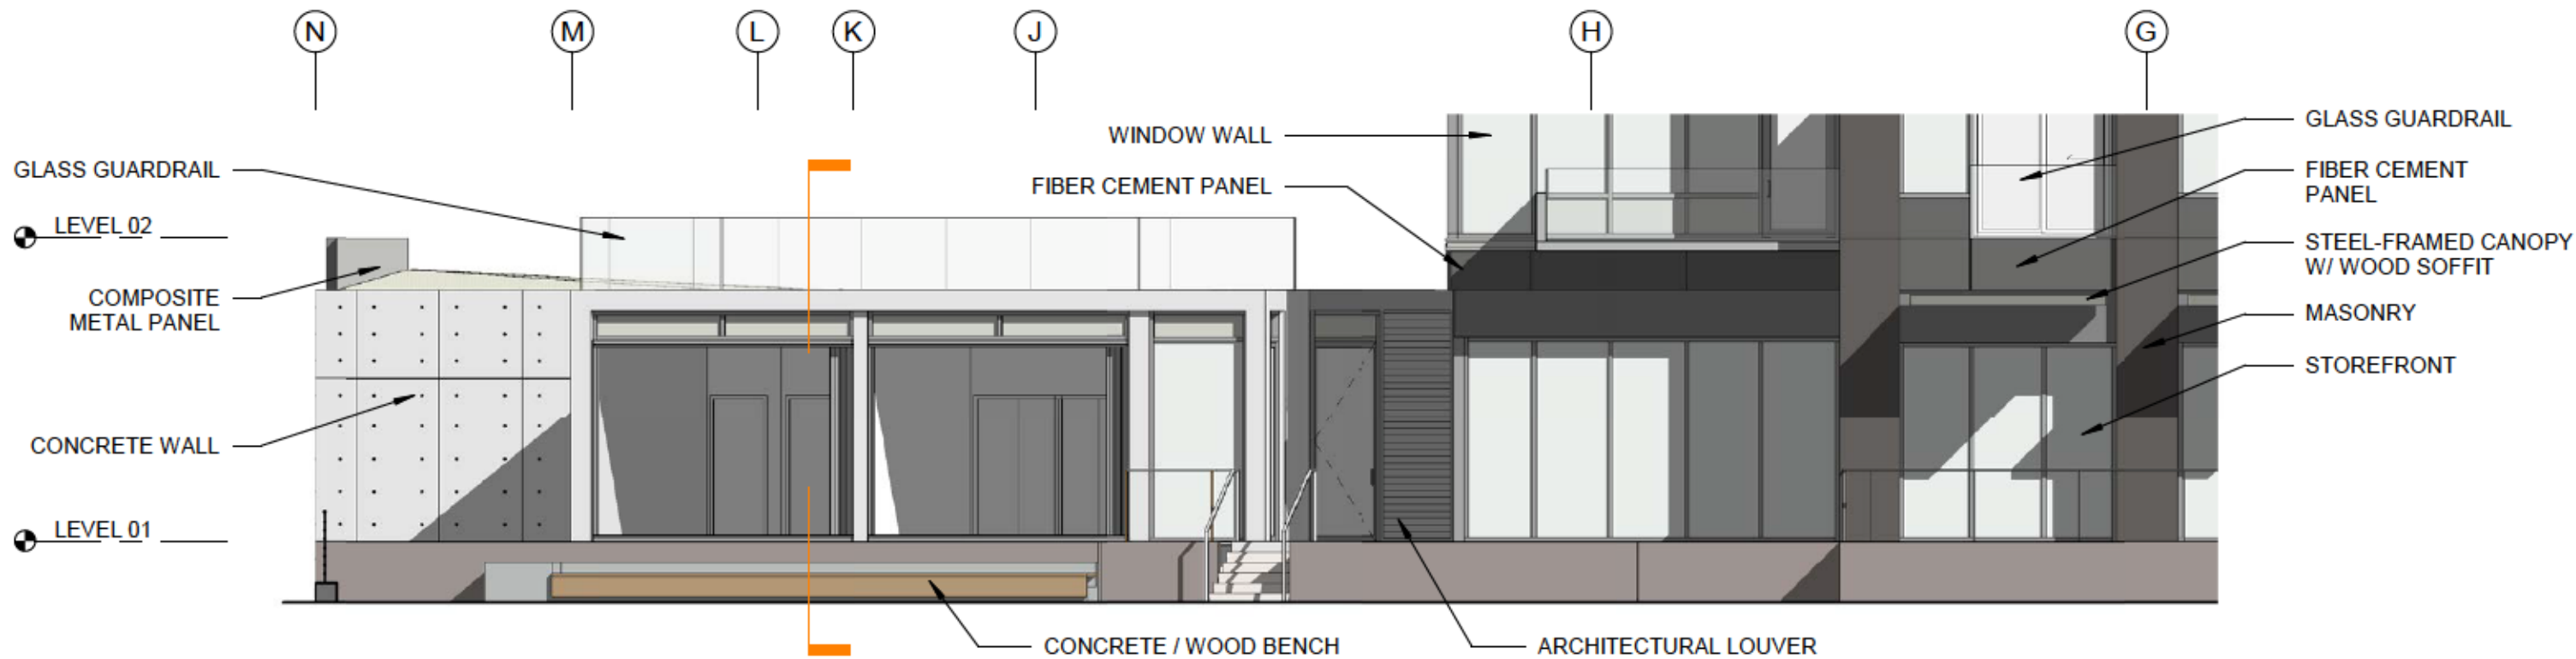 N
M
L
K
J
H
G
WINDOW WALL
GLASS GUARDRAIL
GLASS GUARDRAIL
FIBER CEMENT PANEL
FIBER CEMENT
PANEL
LEVEL 02
STEEL-FRAMED CANOPY
W/ WOOD SOFFIT
COMPOSITE
METAL PANEL
MASONRY
STOREFRONT
CONCRETE WALL
LEVEL 01
CONCRETE / WOOD BENCH
ARCHITECTURAL LOUVER